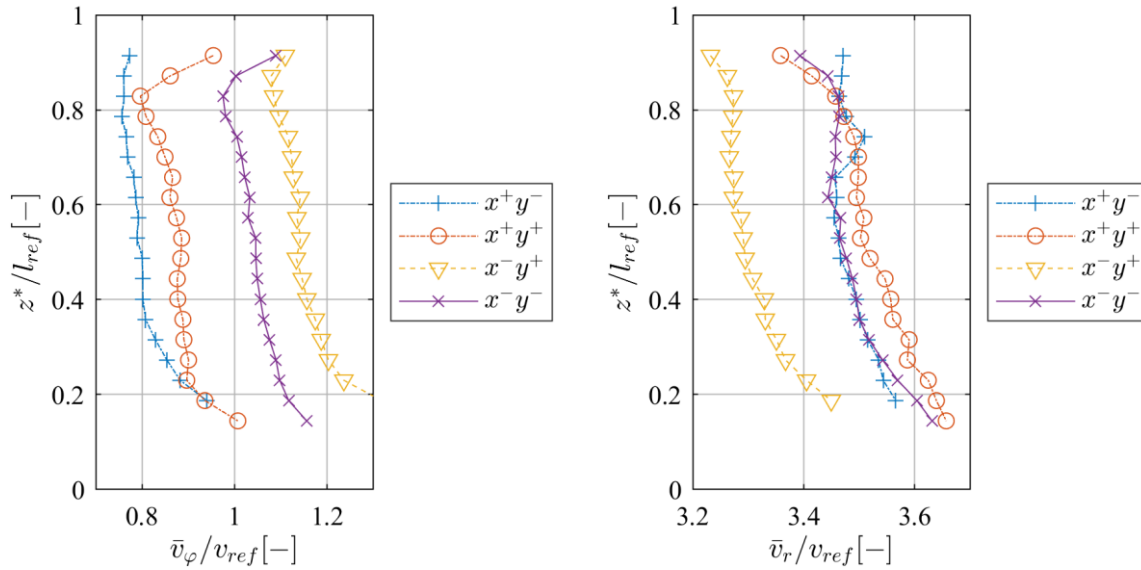 1
0.8
0.6
0.4
0.2
0
z*/l_ref[−]
0.8 1 1.2
v̄_φ/v_ref[−]
x⁺y⁻
x⁺y⁺
x⁻y⁺
x⁻y⁻
1
0.8
0.6
0.4
0.2
0
z*/l_ref[−]
3.2 3.4 3.6
v̄_r/v_ref[−]
x⁺y⁻
x⁺y⁺
x⁻y⁺
x⁻y⁻